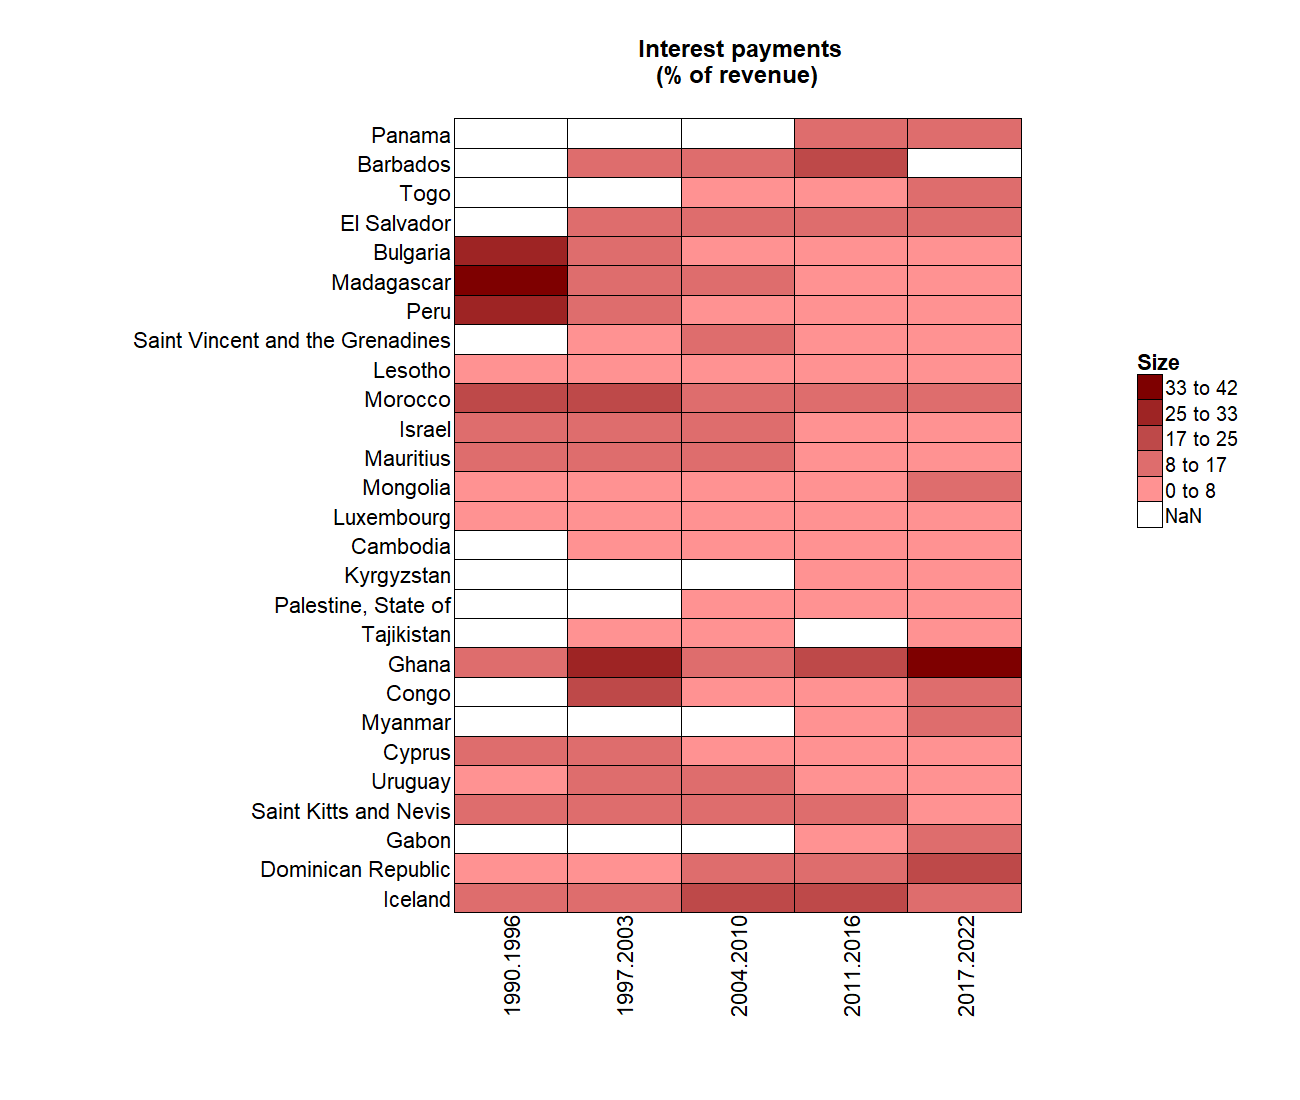 Interest payments
(% of revenue)
Panama
Barbados
Togo
El Salvador
Bulgaria
Madagascar
Peru
Saint Vincent and the Grenadines
Lesotho
Morocco
Israel
Mauritius
Mongolia
Luxembourg
Cambodia
Kyrgyzstan
Palestine, State of
Tajikistan
Ghana
Congo
Myanmar
Cyprus
Uruguay
Saint Kitts and Nevis
Gabon
Dominican Republic
Iceland
1990.1996
1997.2003
2004.2010
2011.2016
2017.2022
Size
33 to 42
25 to 33
17 to 25
8 to 17
0 to 8
NaN